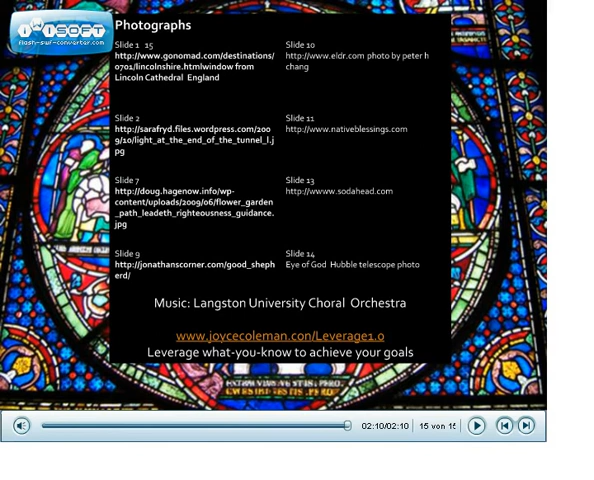 iWiSOFT
flash-swf-converter.com
Photographs
Slide 1 15
http://www.gonomad.com/destinations/
0701/lincolnshire.htmlwindow from
Lincoln Cathedral England
Slide 2
http://sarafryd.files.wordpress.com/200
9/10/light_at_the_end_of_the_tunnel_l.j
pg
Slide 7
http://doug.hagenow.info/wp-
content/uploads/2009/06/flower_garden
_path_leadeth_righteousness_guidance.
jpg
Slide 9
http://jonathanscorner.com/good_sheph
erd/
Slide 10
http://www.eldr.com photo by peter h
chang
Slide 11
http://www.nativeblessings.com
Slide 13
http://wwww.sodahead.com
Slide 14
Eye of God Hubble telescope photo
Music: Langston University Choral Orchestra
www.joycecoleman.con/Leverage1.0
Leverage what-you-know to achieve your goals
02:10/02:10
15 von 15